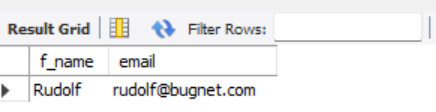 Result Grid Filter Rows:
f_name email
Rudolf rudolf@bugnet.com